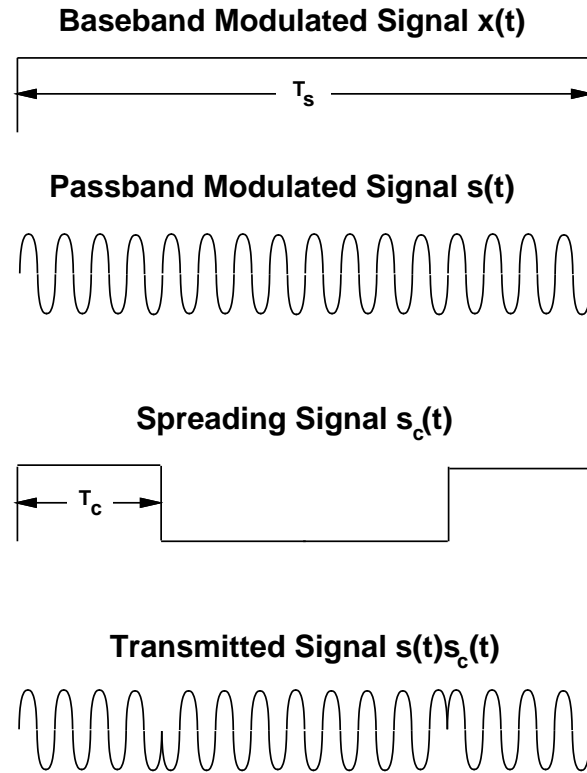 Baseband Modulated Signal x(t)
T_s
Passband Modulated Signal s(t)
Spreading Signal s_c(t)
T_c
Transmitted Signal s(t)s_c(t)